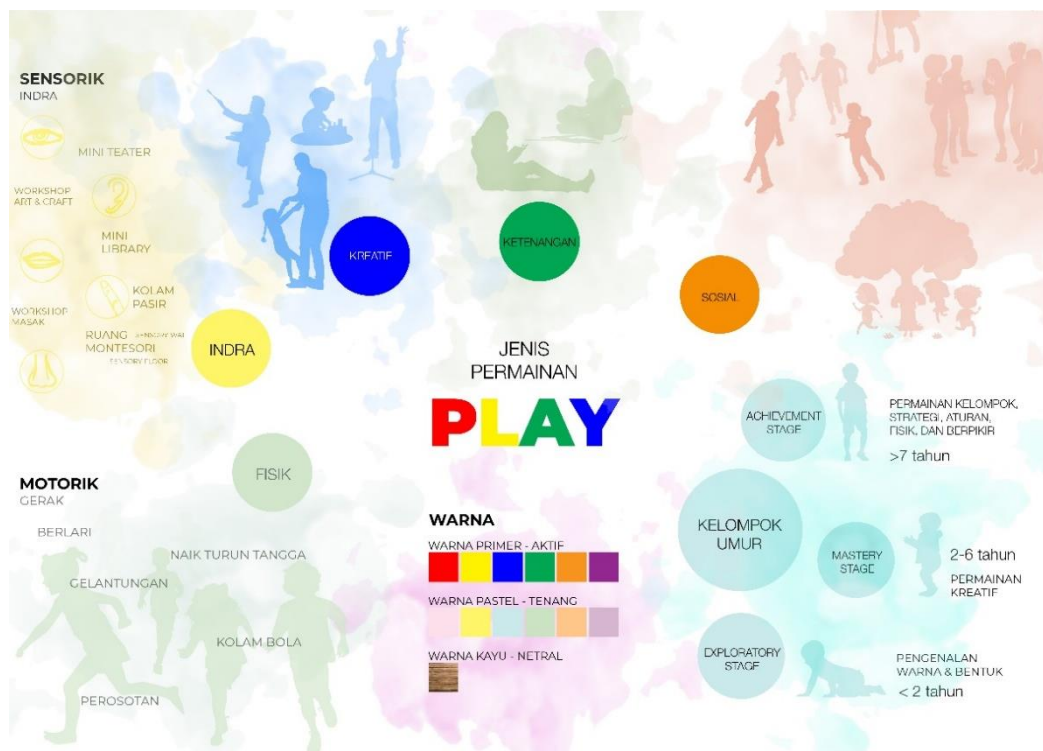 SENSORIK
INDRA
MINI TEATER
WORKSHOP
ART & CRAFT
MINI
LIBRARY
KOLAM
PASIR
WORKSHOP
MASAK
RUANG
MONTESORI
SENSORY FLOOR
INDRA
KREATIF
KETENANGAN
SOSIAL
JENIS
PERMAINAN
PLAY
FISIK
MOTORIK
GERAK
BERLARI
NAIK TURUN TANGGA
GELANTUNGAN
KOLAM BOLA
PEROSOTAN
WARNA
WARNA PRIMER - AKTIF
WARNA PASTEL - TENANG
WARNA KAYU - NETRAL
ACHIEVEMENT
STAGE
PERMAINAN KELOMPOK,
STRATEGI, ATURAN,
FISIK, DAN BERPIKIR
>7 tahun
KELOMPOK
UMUR
MASTERY
STAGE
2-6 tahun
PERMAINAN
KREATIF
EXPLORATORY
STAGE
PENGENALAN
WARNA & BENTUK
< 2 tahun